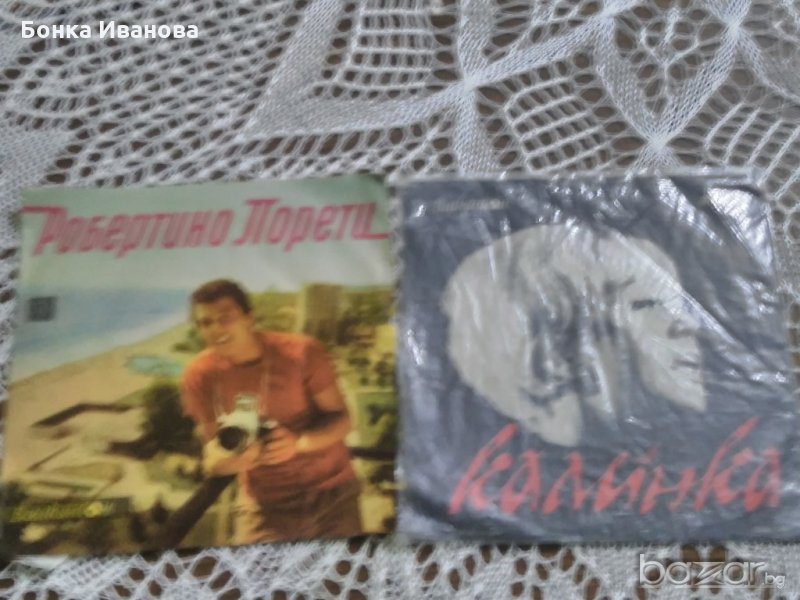 Бонка Иванова
Робертино Лорети
калинка
bazar.bg